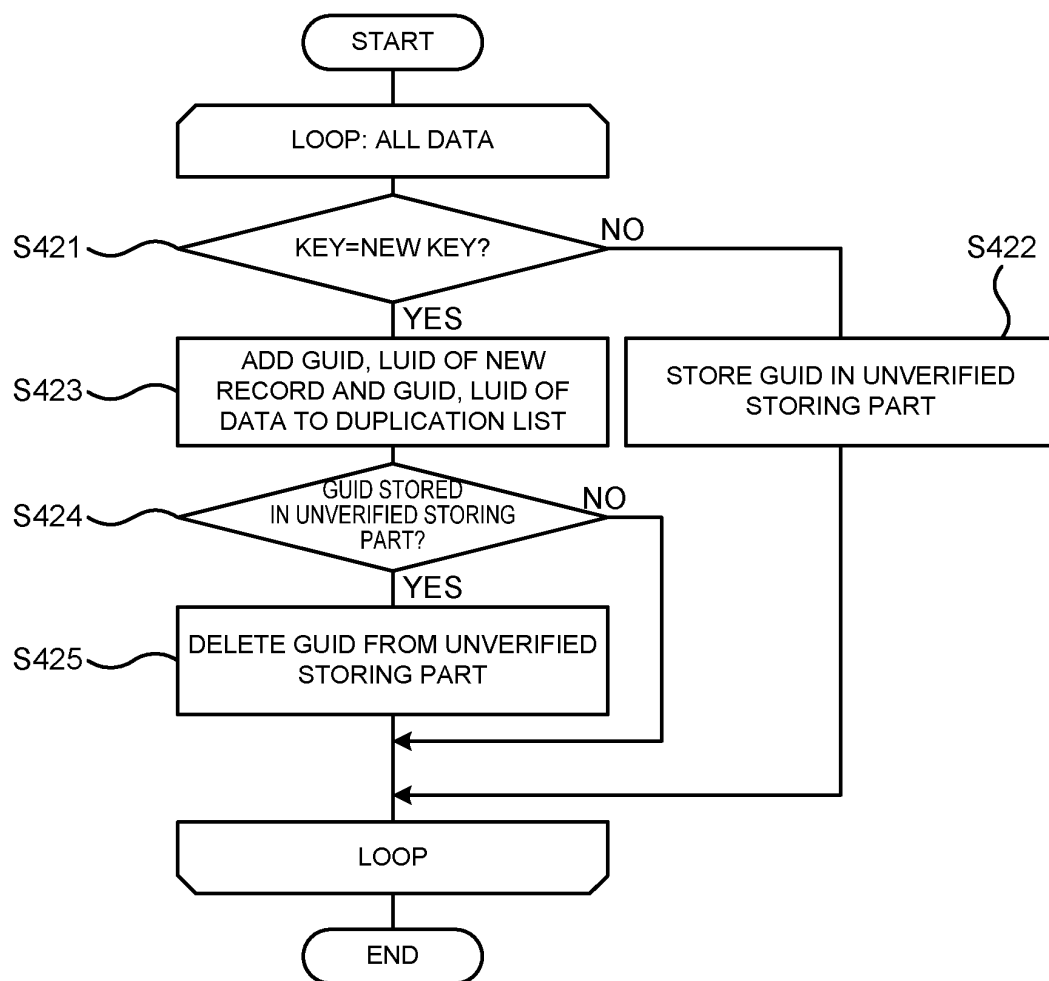 START
LOOP: ALL DATA
S421
KEY=NEW KEY?
NO
S422
YES
S423
ADD GUID, LUID OF NEW
RECORD AND GUID, LUID OF
DATA TO DUPLICATION LIST
STORE GUID IN UNVERIFIED
STORING PART
S424
GUID STORED
IN UNVERIFIED STORING
PART?
NO
YES
S425
DELETE GUID FROM UNVERIFIED
STORING PART
LOOP
END